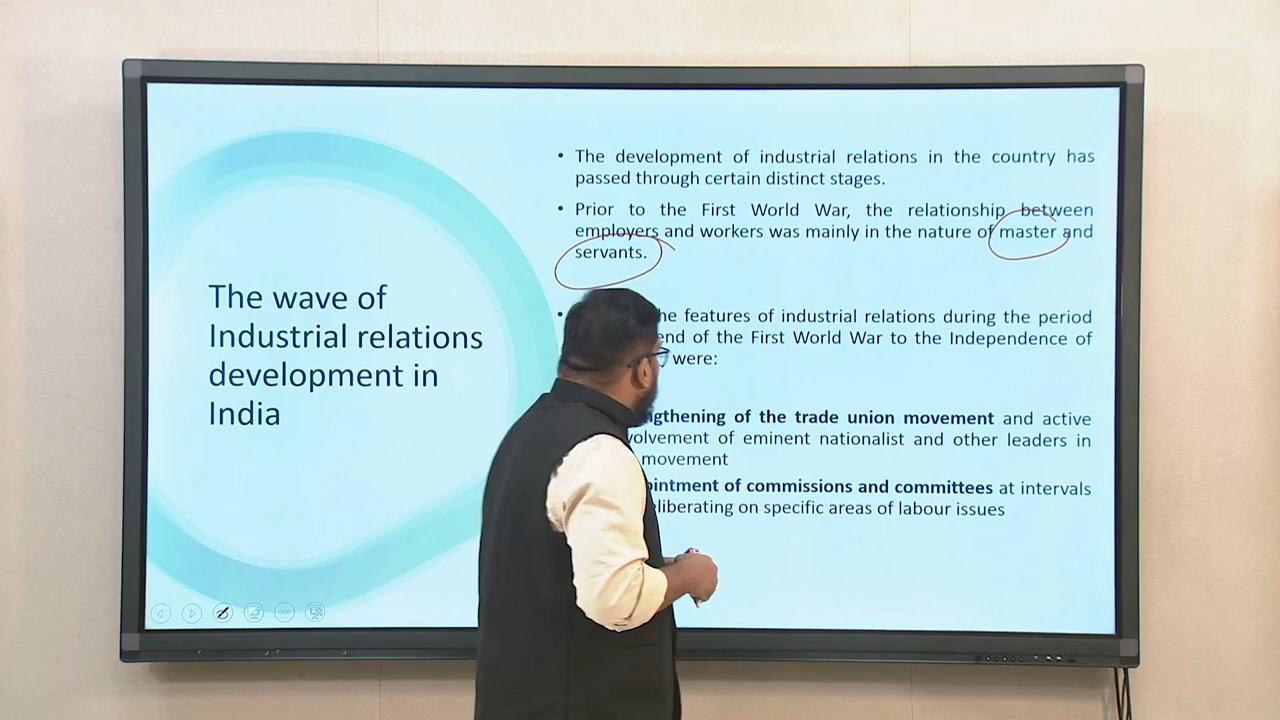 The wave of
Industrial relations
development in
India
• The development of industrial relations in the country has
passed through certain distinct stages.
• Prior to the First World War, the relationship between
employers and workers was mainly in the nature of master and
servants.
• he features of industrial relations during the period
end of the First World War to the Independence of
were:
ngthening of the trade union movement and active
volvement of eminent nationalist and other leaders in
movement
ointment of commissions and committees at intervals
eliberating on specific areas of labour issues